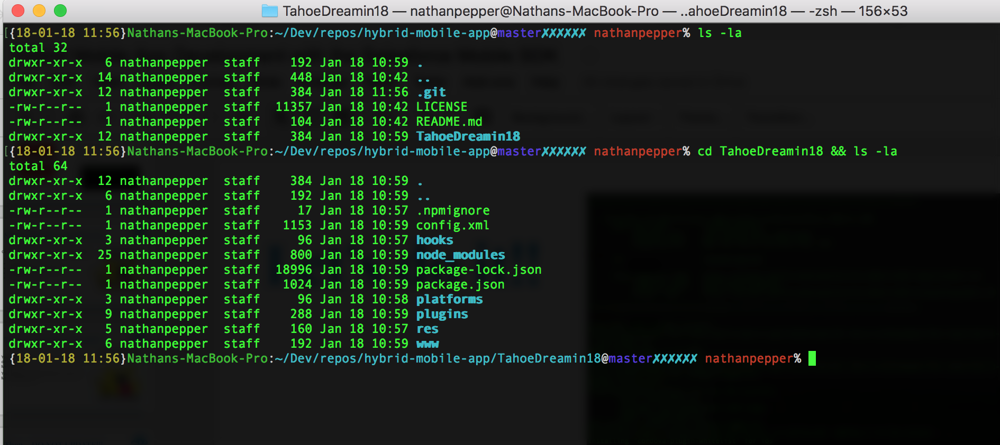 TahoeDreamin18 — nathanpepper@Nathans-MacBook-Pro — ..ahoeDreamin18 — -zsh — 156×53
[{18-01-18 11:56}Nathans-MacBook-Pro:~/Dev/repos/hybrid-mobile-app@master✗✗✗✗✗✗ nathanpepper% ls -la
total 32
drwxr-xr-x   6 nathanpepper  staff    192 Jan 18 10:59 .
drwxr-xr-x  14 nathanpepper  staff    448 Jan 18 10:42 ..
drwxr-xr-x  12 nathanpepper  staff    384 Jan 18 11:56 .git
-rw-r--r--   1 nathanpepper  staff  11357 Jan 18 10:42 LICENSE
-rw-r--r--   1 nathanpepper  staff    104 Jan 18 10:42 README.md
drwxr-xr-x  12 nathanpepper  staff    384 Jan 18 10:59 TahoeDreamin18
[{18-01-18 11:56}Nathans-MacBook-Pro:~/Dev/repos/hybrid-mobile-app@master✗✗✗✗✗✗ nathanpepper% cd TahoeDreamin18 && ls -la
total 64
drwxr-xr-x  12 nathanpepper  staff    384 Jan 18 10:59 .
drwxr-xr-x   6 nathanpepper  staff    192 Jan 18 10:59 ..
-rw-r--r--   1 nathanpepper  staff     17 Jan 18 10:57 .npmignore
-rw-r--r--   1 nathanpepper  staff   1153 Jan 18 10:59 config.xml
drwxr-xr-x   3 nathanpepper  staff     96 Jan 18 10:57 hooks
drwxr-xr-x  25 nathanpepper  staff    800 Jan 18 10:59 node_modules
-rw-r--r--   1 nathanpepper  staff  18996 Jan 18 10:59 package-lock.json
-rw-r--r--   1 nathanpepper  staff   1024 Jan 18 10:59 package.json
drwxr-xr-x   3 nathanpepper  staff     96 Jan 18 10:58 platforms
drwxr-xr-x   9 nathanpepper  staff    288 Jan 18 10:59 plugins
drwxr-xr-x   5 nathanpepper  staff    160 Jan 18 10:57 res
drwxr-xr-x   6 nathanpepper  staff    192 Jan 18 10:59 www
{18-01-18 11:56}Nathans-MacBook-Pro:~/Dev/repos/hybrid-mobile-app/TahoeDreamin18@master✗✗✗✗✗✗ nathanpepper%